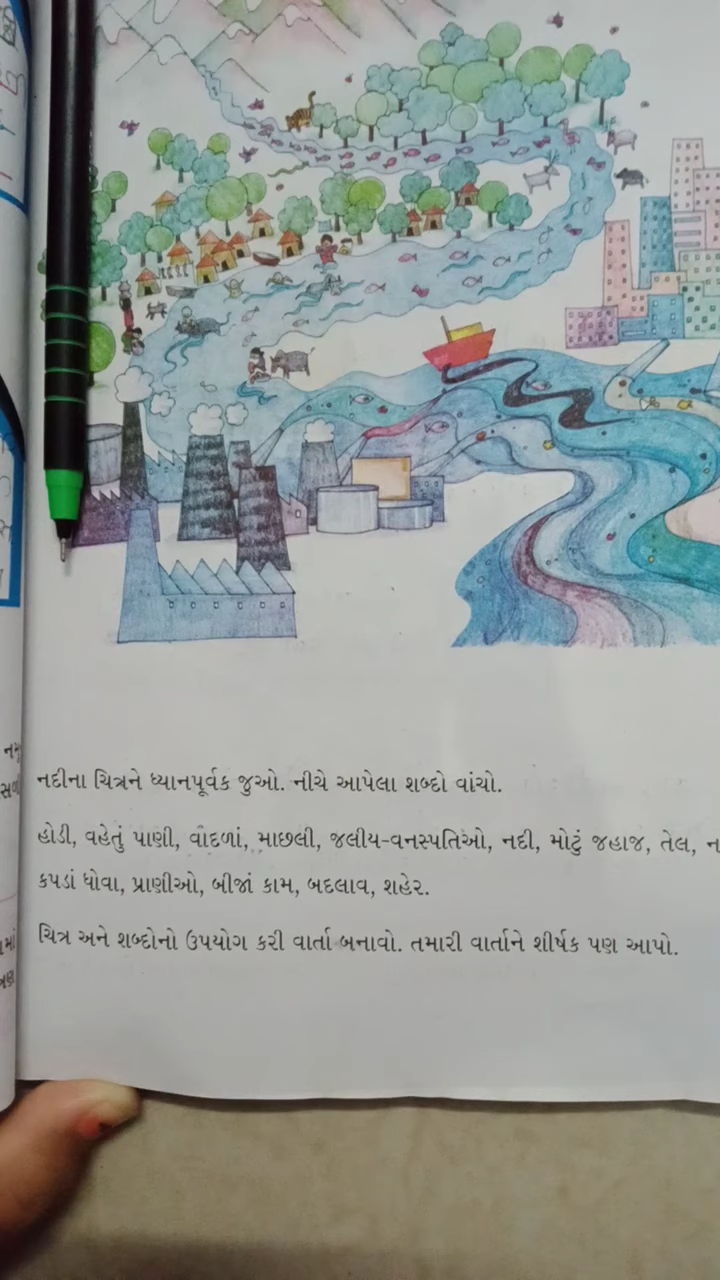 નદીના ચિત્રને ધ્યાનપૂર્વક જુઓ. નીચે આપેલા શબ્દો વાંચો.
હોડી, વહેતું પાણી, વાદળાં, માછલી, જલીય-વનસ્પતિઓ, નદી, મોટું જહાજ, તેલ,
કપડાં ધોવા, પ્રાણીઓ, બીજાં કામ, બદલાવ, શહેર.
ચિત્ર અને શબ્દોનો ઉપયોગ કરી વાર્તા બનાવો. તમારી વાર્તાને શીર્ષક પણ આપો.